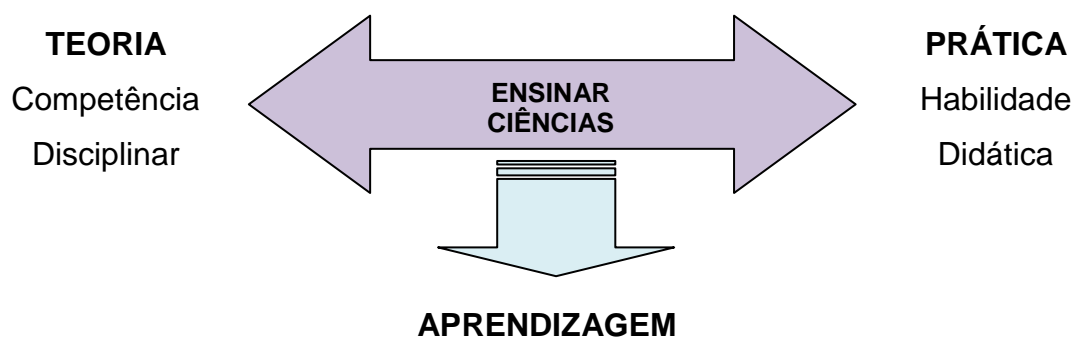 TEORIA
Competência
Disciplinar
ENSINAR
CIÊNCIAS
PRÁTICA
Habilidade
Didática
APRENDIZAGEM